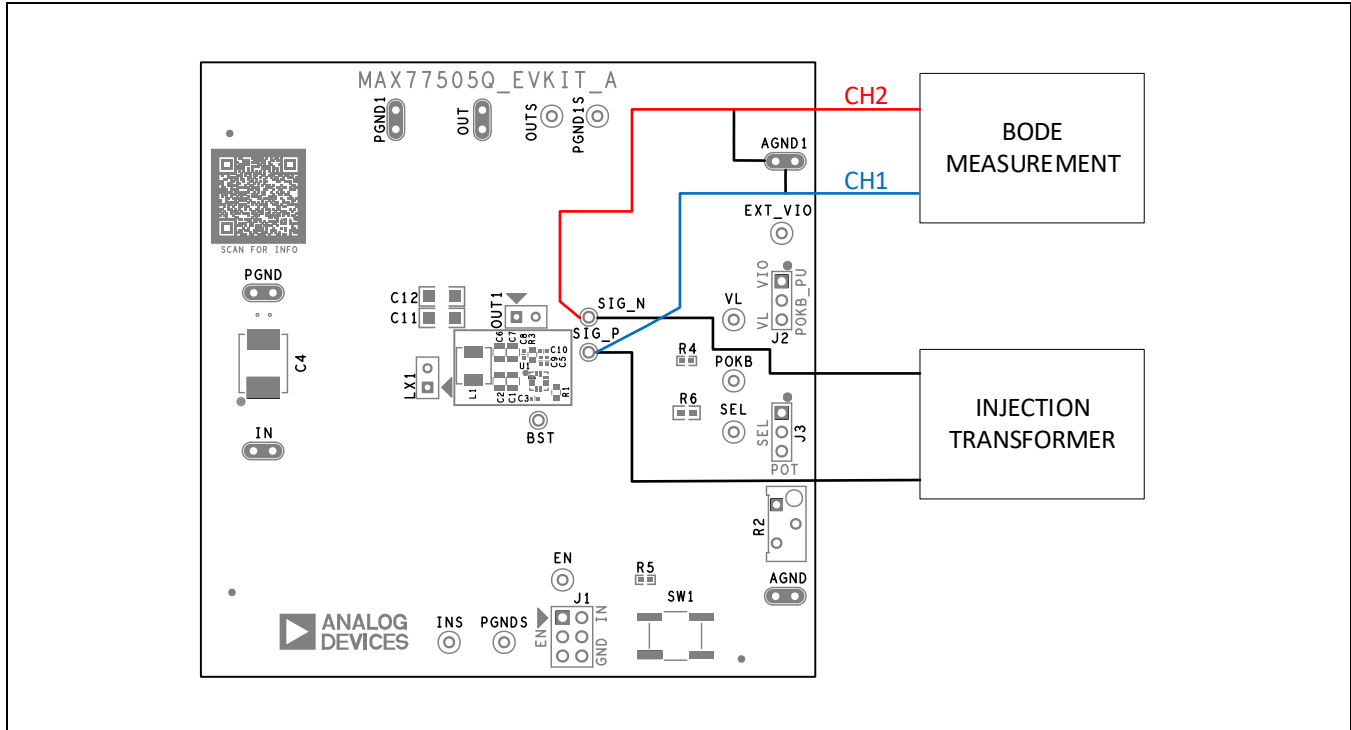 MAX77505Q_EVKIT_A
PGND1
OUT
OUTS
PGND1S
CH2
BODE
MEASUREMENT
AGND1
CH1
EXT_VIO
SCAN FOR INFO
PGND
C12
C11
OUT1
SIG_N
SIG_P
VL
VIO
VL
POKB_PU
J2
C4
LX1
L1
C6
C7
C8
R3
C10
C9
C5
U1
C2
C1
C3
R1
R4
POKB
R6
SEL
SEL
J3
POT
INJECTION
TRANSFORMER
IN
BST
R2
EN
R5
AGND
J1
SW1
ANALOG
DEVICES
INS
PGNDS
EN
IN
GND